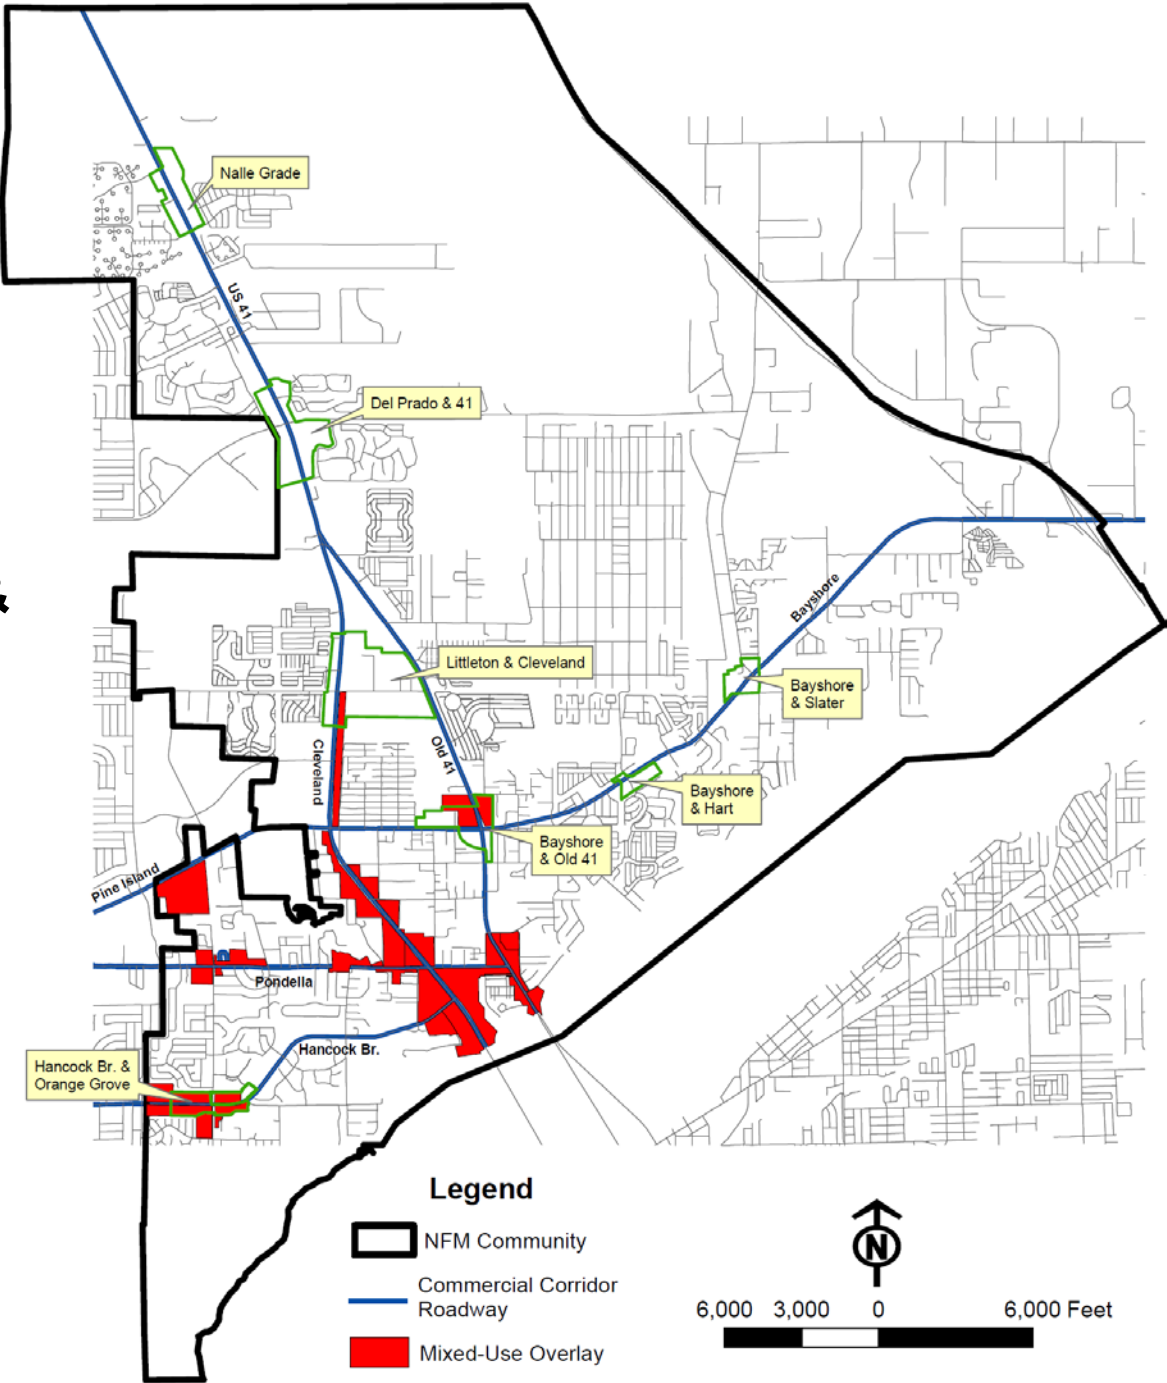 Nalle Grade
US 41
Del Prado & 41
Bayshore
Littleton & Cleveland
Bayshore
& Slater
Cleveland
Old 41
Bayshore
& Hart
Bayshore
& Old 41
Pine Island
Pondella
Hancock Br.
Hancock Br. &
Orange Grove
Legend
NFM Community
Commercial Corridor
Roadway
Mixed-Use Overlay
N
6,000 3,000 0 6,000 Feet